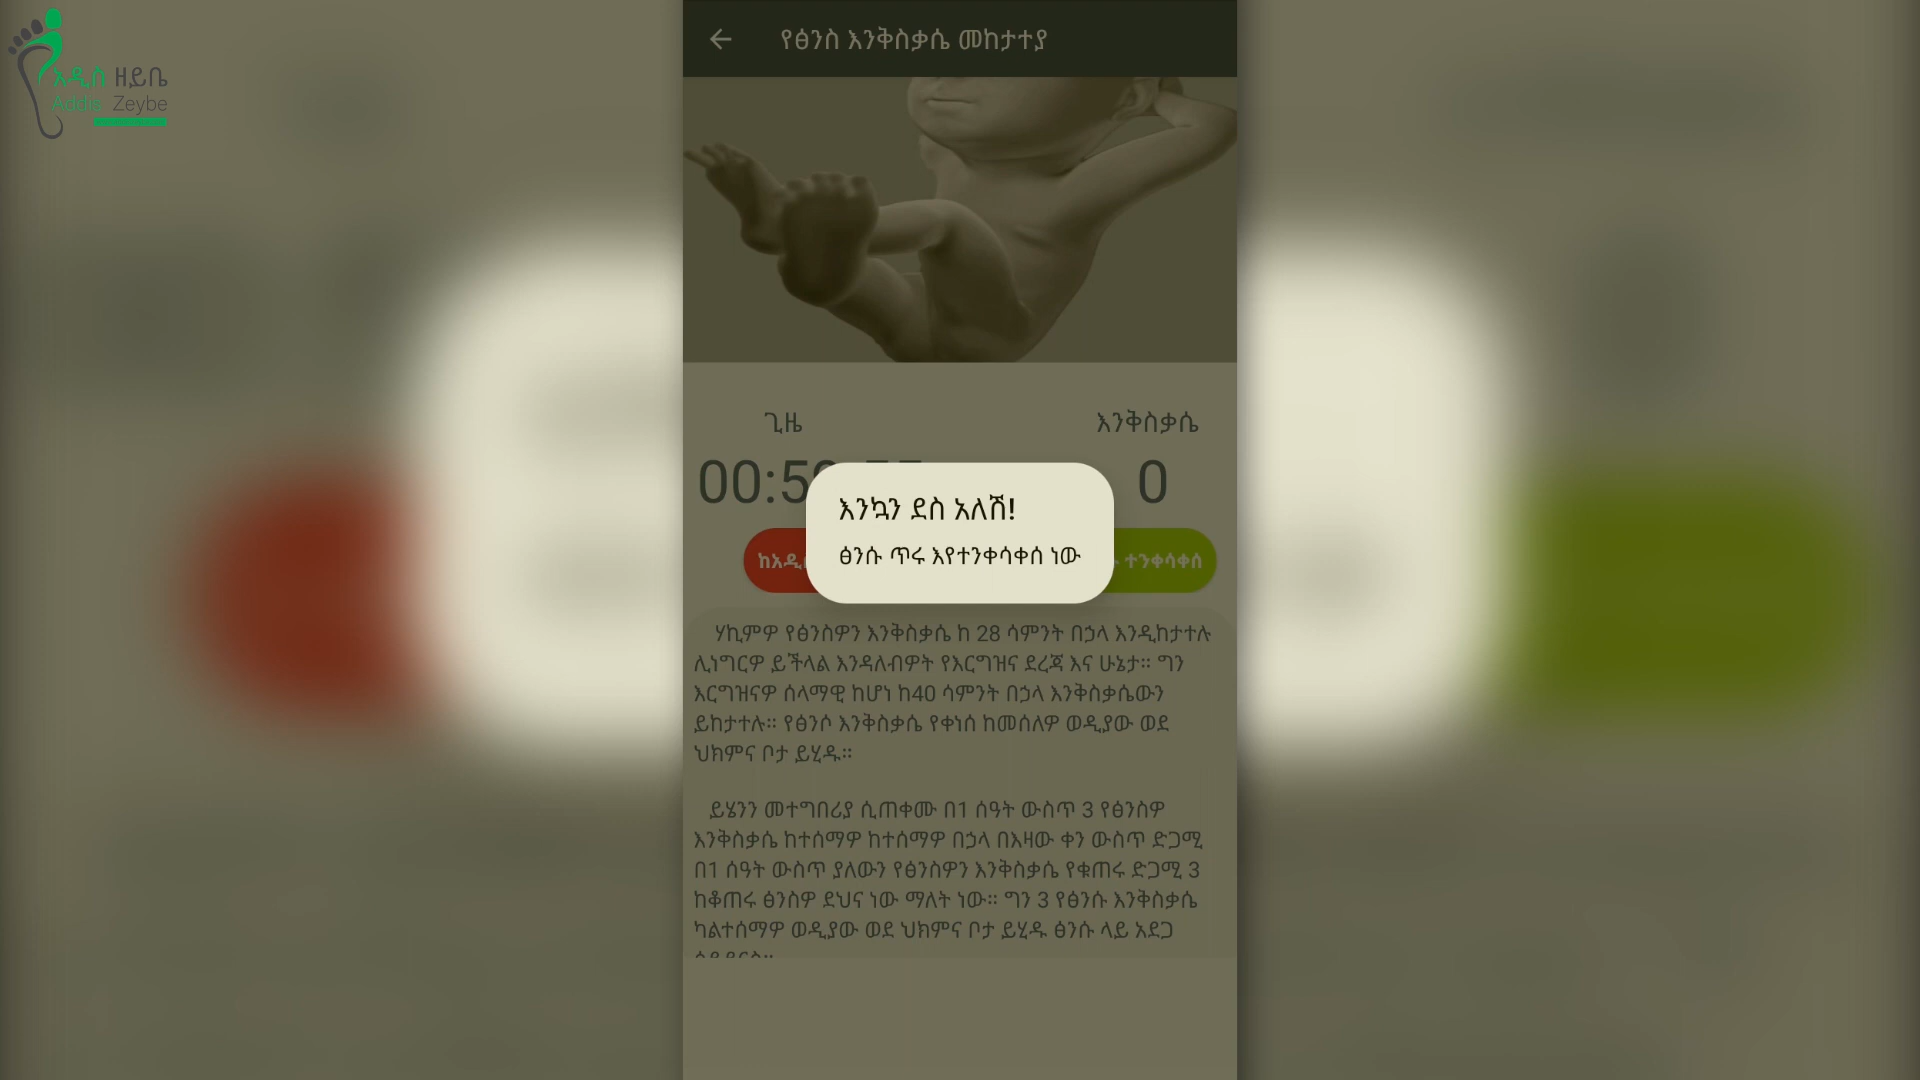 አዲስ ዘይቤ
Addis Zeybe
የፅንስ እንቅስቃሴ መከታተያ
ጊዜ
እንቅስቃሴ
0
እንኳን ደስ አለሽ!
ፅንሱ ጥሩ እየተንቀሳቀሰ ነው
ተንቀሳቀሰ
ሃኪምዎ የፅንስዎን እንቅስቃሴ ከ 28 ሳምንት በኃላ እንዲከታተሉ
ሊነግርዎ ይችላል እንዳለብዎት የእርግዝና ደረጃ እና ሁኔታ። ግን
እርግዝናዎ ሰላማዊ ከሆነ ከ40 ሳምንት በኃላ እንቅስቃሴውን
ይከታተሉ። የፅንሶ እንቅስቃሴ የቀነሰ ከመሰለዎ ወዲያው ወደ
ህክምና ቦታ ይሂዱ።
ይሄንን መተግበሪያ ሲጠቀሙ በ1 ሰዓት ውስጥ 3 የፅንስዎ
እንቅስቃሴ ከተሰማዎ ከተሰማዎ በኃላ በእዛው ቀን ውስጥ ድጋሚ
በ1 ሰዓት ውስጥ ያለውን የፅንስዎን እንቅስቃሴ የቁጠሩ ድጋሚ 3
ከቆጠሩ ፅንስዎ ደህና ነው ማለት ነው። ግን 3 የፅንሱ እንቅስቃሴ
ካልተሰማዎ ወዲያው ወደ ህክምና ቦታ ይሂዱ ፅንሱ ላይ አደጋ